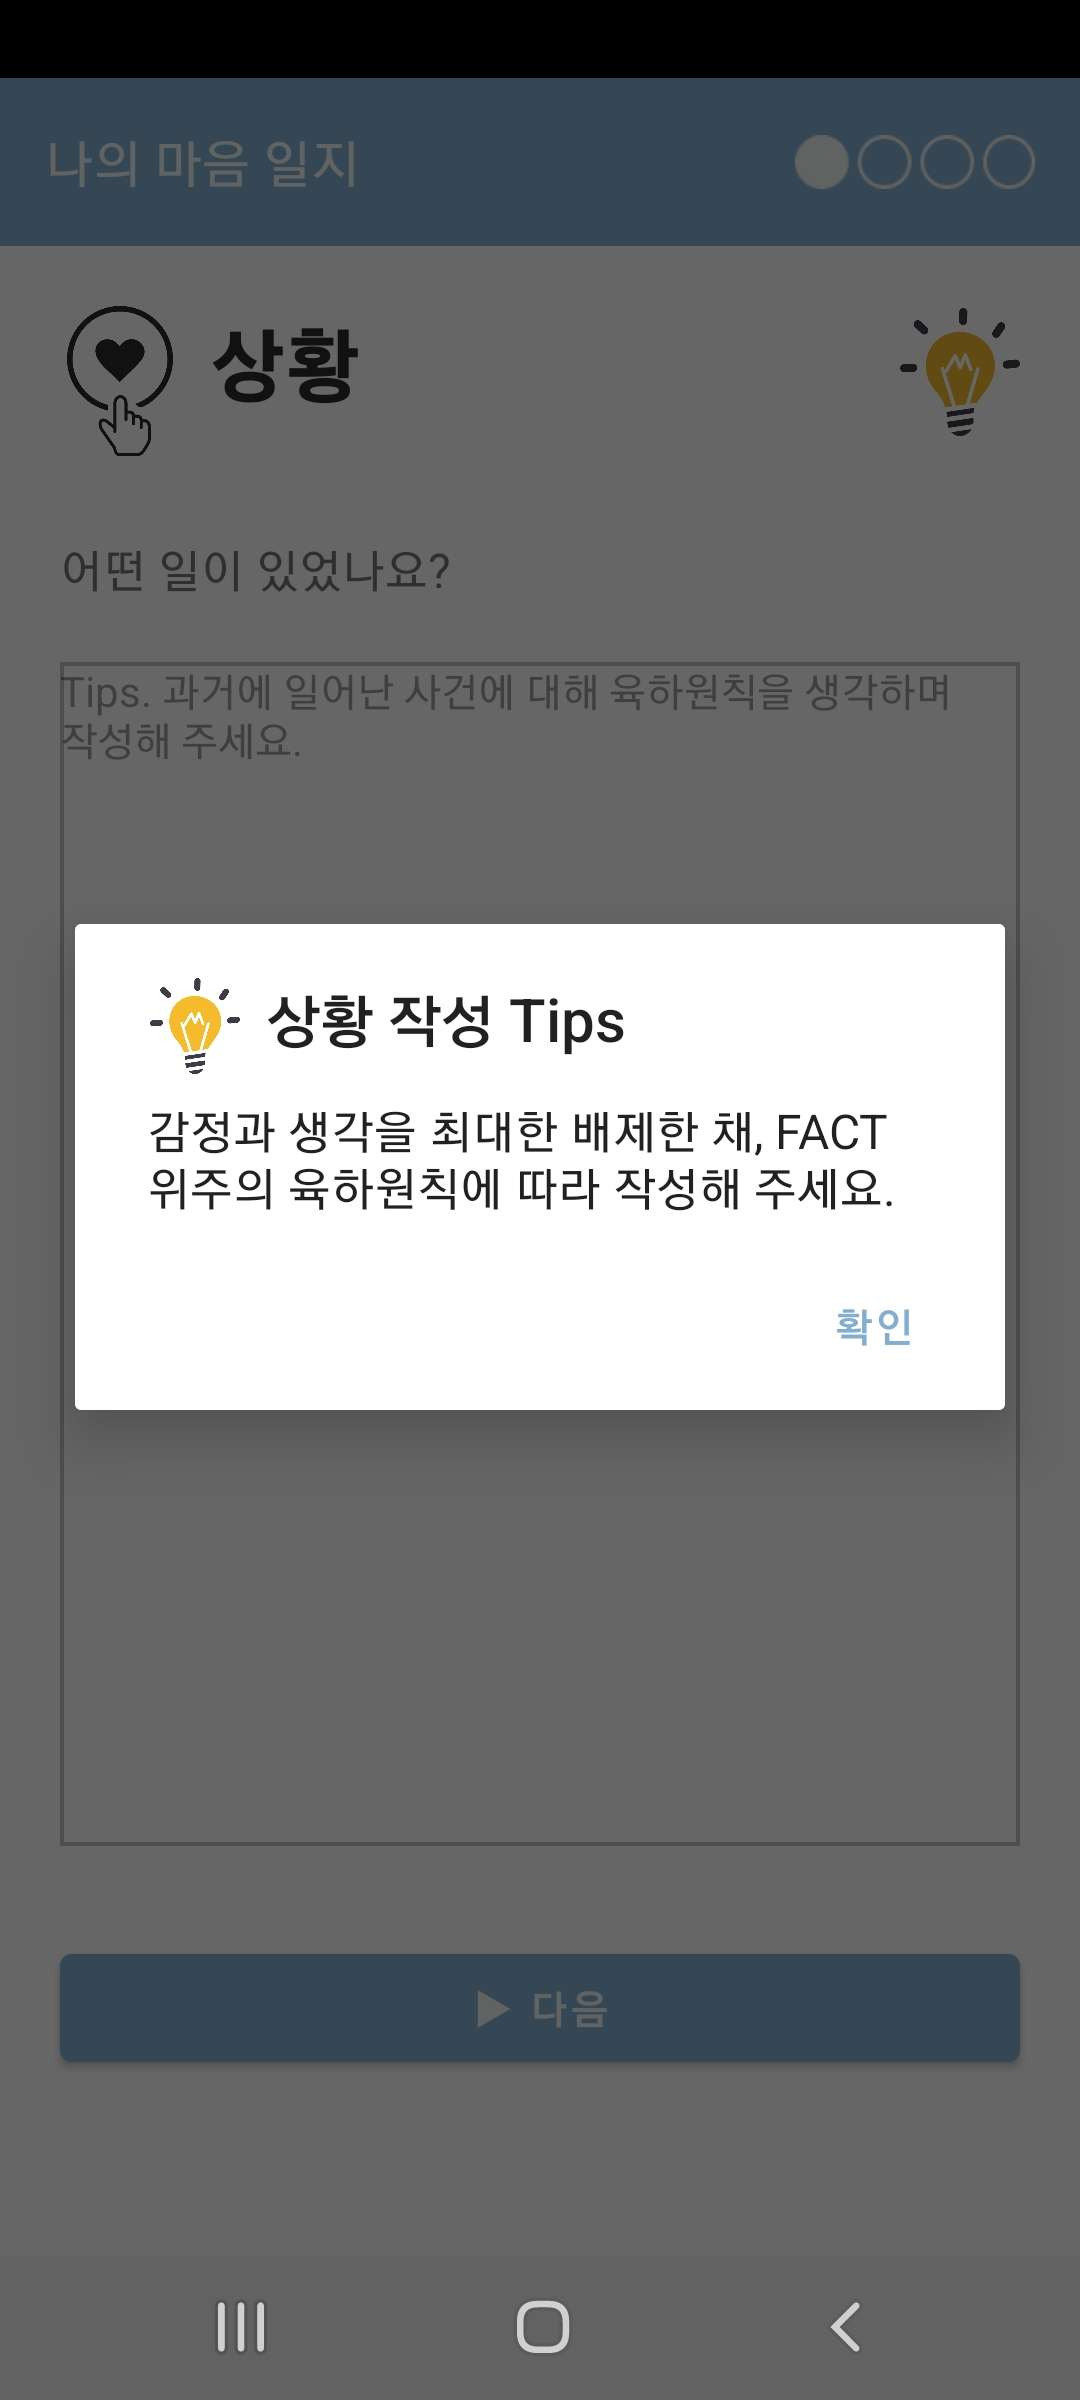 나의 마음 일지
상황
어떤 일이 있었나요?
Tips. 과거에 일어난 사건에 대해 육하원칙을 생각하며
작성해 주세요.
상황 작성 Tips
감정과 생각을 최대한 배제한 채, FACT
위주의 육하원칙에 따라 작성해 주세요.
확인
▶ 다음